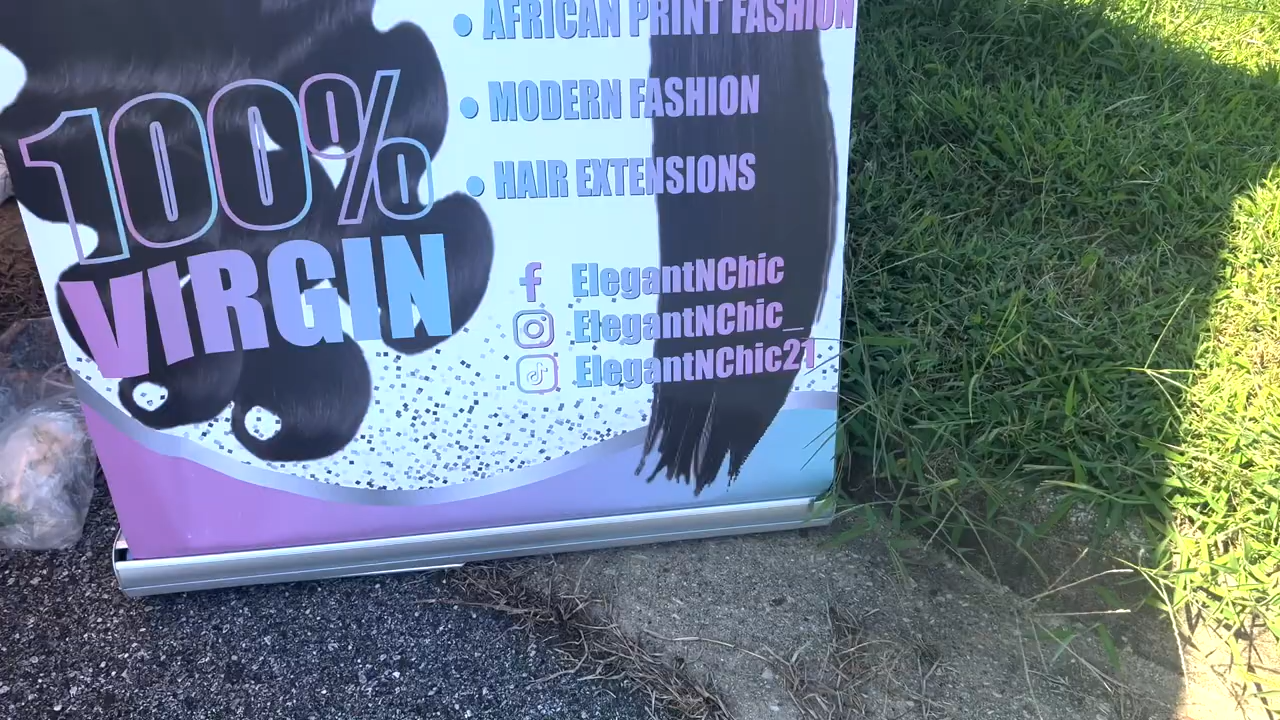 • AFRICAN PRINT FASHION
• MODERN FASHION
• HAIR EXTENSIONS
100%
VIRGIN
ElegantNChic
ElegantNChic_
ElegantNChic21